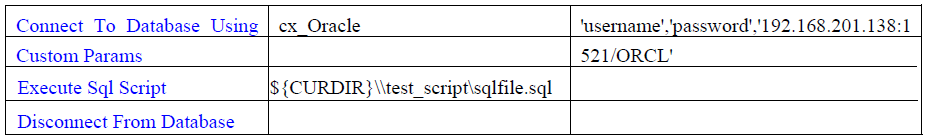 Connect To Database Using cx_Oracle 'username','password','192.168.201.138:1
Custom Params 521/ORCL'
Execute Sql Script ${CURDIR}\\test_script\sqlfile.sql
Disconnect From Database